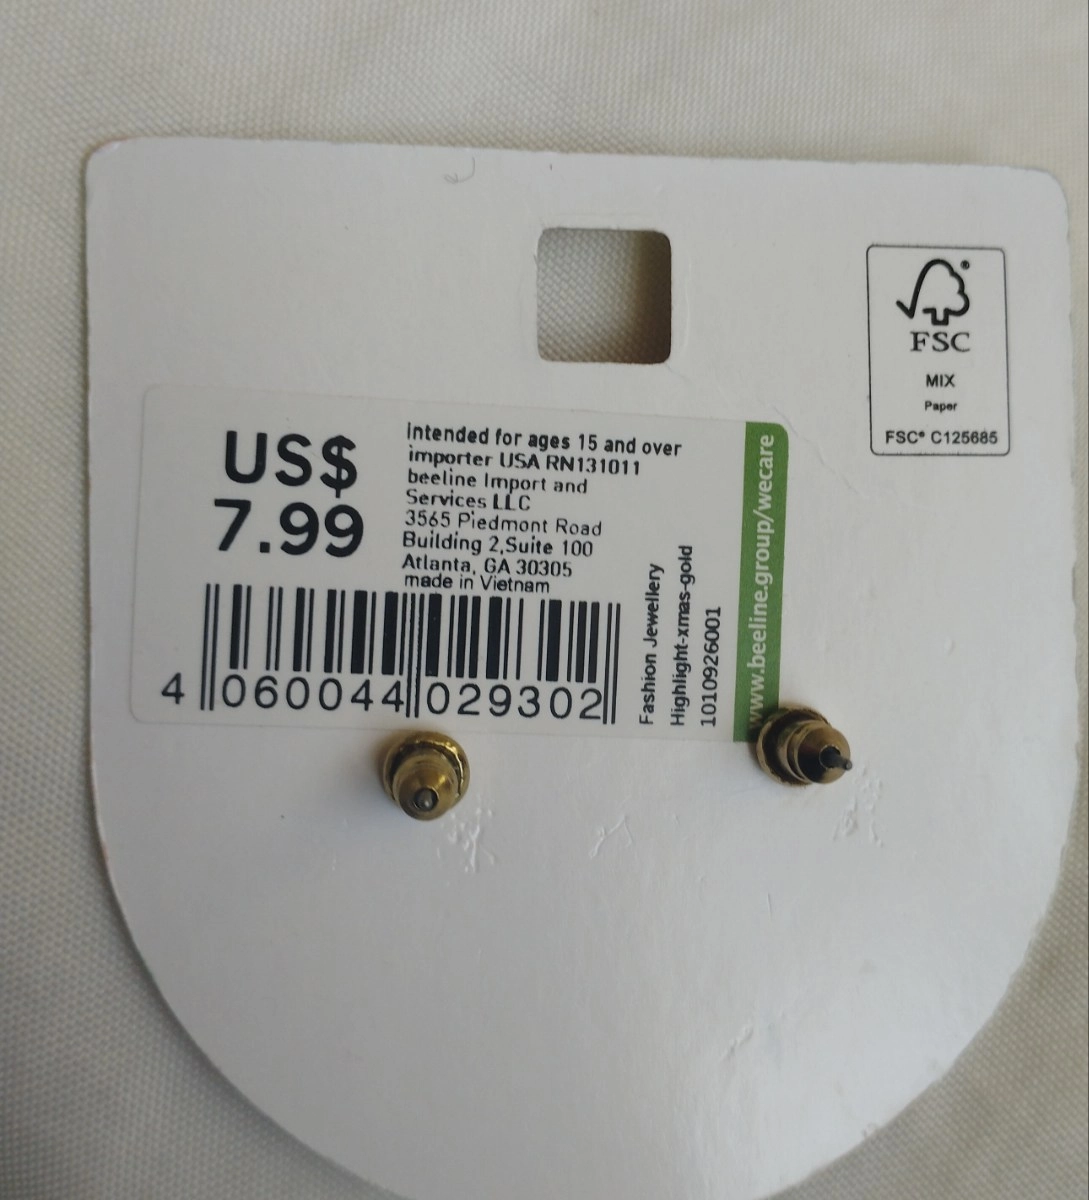 FSC®
MIX
Paper
FSC® C125685
US$
7.99
Intended for ages 15 and over
importer USA RN131011
beeline Import and
Services LLC
3565 Piedmont Road
Building 2,Suite 100
Atlanta, GA 30305
made in Vietnam
4 060044 029302
Fashion Jewellery
Highlight-xmas-gold
1010926001
www.beeline.group/wecare